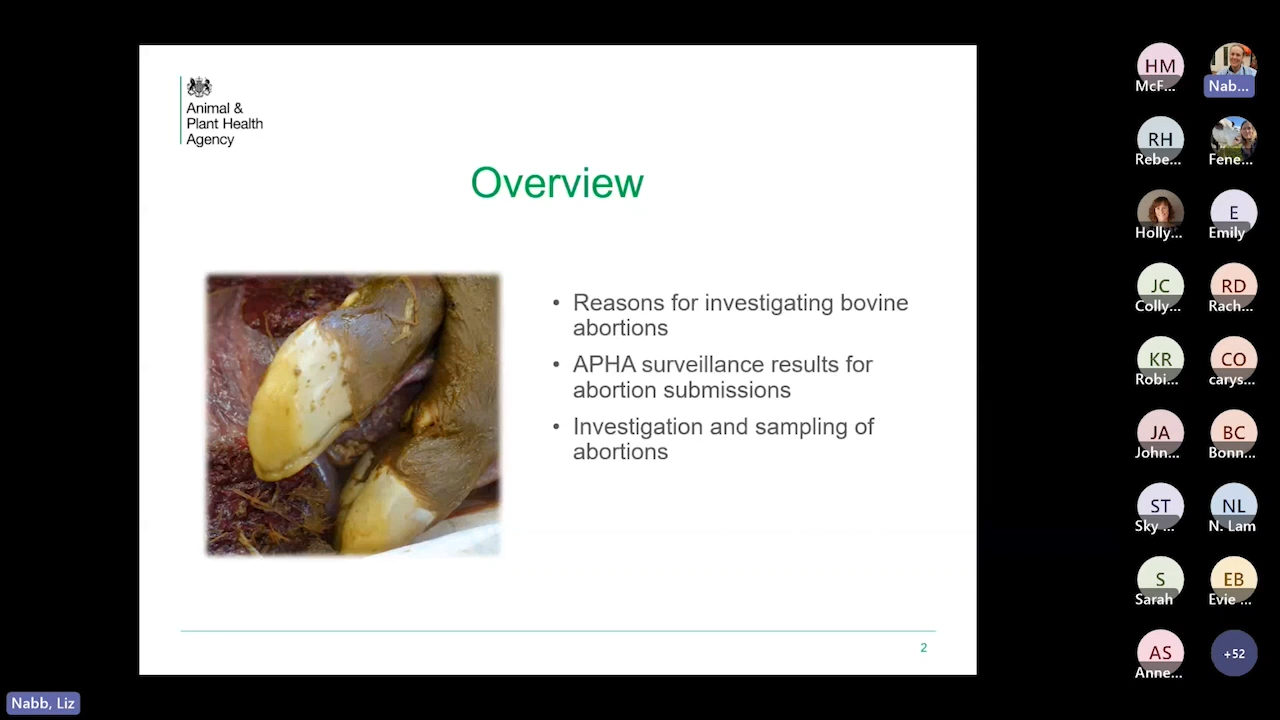 Animal &
Plant Health
Agency
Overview
• Reasons for investigating bovine
abortions
• APHA surveillance results for
abortion submissions
• Investigation and sampling of
abortions
2
HM
McF...
Nab...
RH
Rebe...
Fene...
Holly...
E
Emily
JC
Colly...
RD
Rach...
KR
Robi...
CO
carys...
JA
John...
BC
Bonn...
ST
Sky ...
NL
N. Lam
S
Sarah
EB
Evie ...
AS
Anne...
+52
Nabb, Liz